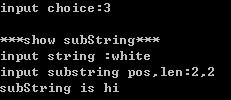 input choice:3
***show subString***
input string :white
input substring pos,len:2,2
subString is hi